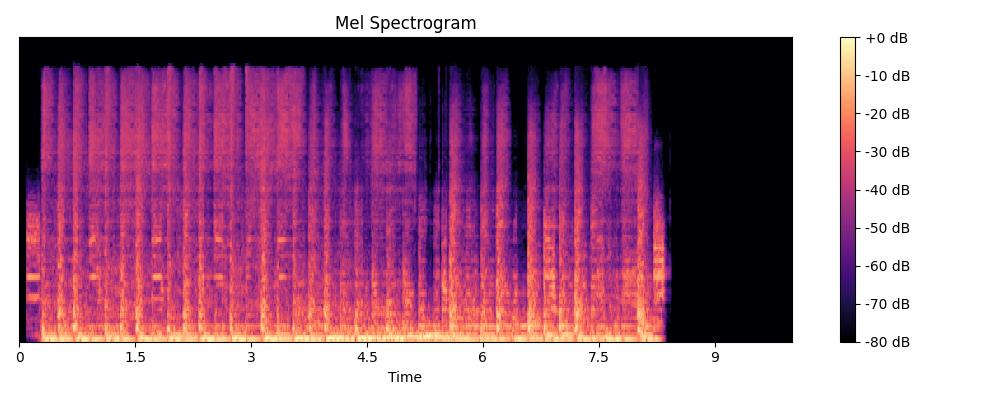 Mel Spectrogram
+0 dB
-10 dB
-20 dB
-30 dB
-40 dB
-50 dB
-60 dB
-70 dB
-80 dB
0 1.5 3 4.5 6 7.5 9
Time